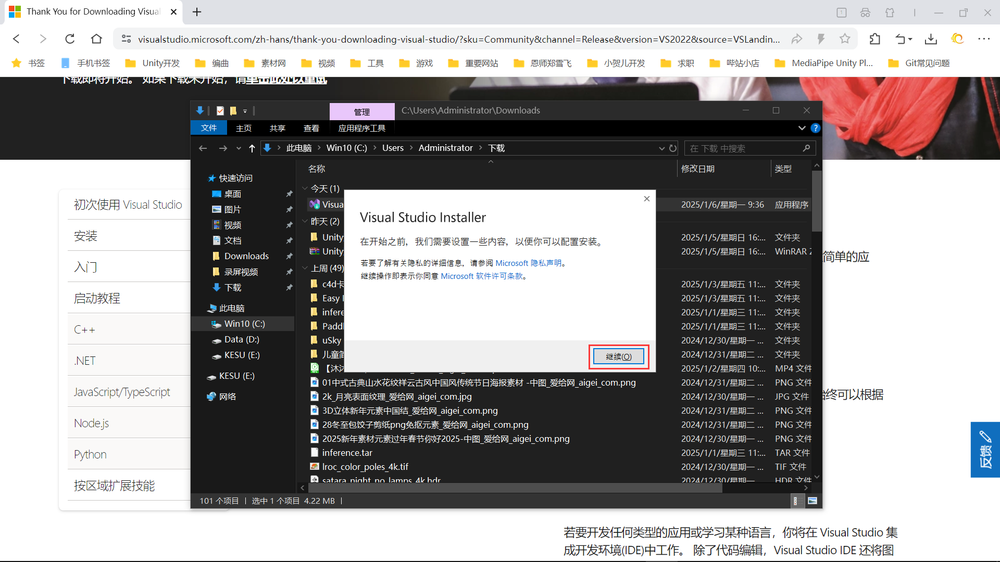 Thank You for Downloading Visual
visualstudio.microsoft.com/zh-hans/thank-you-downloading-visual-studio/?sku=Community&channel=Release&version=VS2022&source=VSLandin...
书签 手机书签 Unity开发 编曲 素材网 视频 工具 游戏 重要网站 恩师郑雪飞 小贺儿开发 求职 哔站小店 MediaPipe Unity Pl... Git常见问题
下载即将开始。 如果下载未开始，请单击此处以重试
管理 C:\Users\Administrator\Downloads
文件 主页 共享 查看 应用程序工具
此电脑 Win10 (C:) Users Administrator 下载 在 下载 中搜索
名称 修改日期 类型
快速访问
桌面
图片
视频
文档
Downloads
录屏视频
下载
此电脑
Win10 (C:)
Data (D:)
KESU (E:)
KESU (E:)
网络
今天 (1)
Visua 2025/1/6/星期一 9:36 应用程序
昨天 (2)
Unity 2025/1/5/星期日 16:... 文件夹
Unity 2025/1/5/星期日 16:... WinRAR Z
上周 (49)
c4d卡 2025/1/3/星期五 11:... 文件夹
Easy 2025/1/3/星期五 11:... 文件夹
infere 2025/1/1/星期三 11:... 文件夹
Paddl 2025/1/1/星期三 11:... 文件夹
uSky 2024/12/30/星期一 ... 文件夹
儿童简 2024/12/31/星期二 ... 文件夹
【沐 2025/1/2/星期四 10:... MP4 文件
01中式古典山水花纹祥云古风中国风传统节日海报素材 -中图_爱给网_aigei_com.png 2024/12/31/星期二 ... PNG 文件
2k_月亮表面纹理_爱给网_aigei_com.jpg 2024/12/30/星期一 ... JPG 文件
3D立体新年元素中国结_爱给网_aigei_com.png 2024/12/31/星期二 ... PNG 文件
28冬至包饺子剪纸png免抠元素_爱给网_aigei_com.png 2024/12/31/星期二 ... PNG 文件
2025新年素材元素过年春节你好2025-中图_爱给网_aigei_com.png 2024/12/30/星期一 ... PNG 文件
inference.tar 2025/1/1/星期三 11:... TAR 文件
lroc_color_poles_4k.tif 2024/12/30/星期一 ... TIF 文件
satara_night_no_lamps_4k.hdr 2024/12/30/星期一 ... HDR 文件
101 个项目 选中 1 个项目 4.22 MB
Visual Studio Installer
在开始之前，我们需要设置一些内容，以便你可以配置安装。
若要了解有关隐私的详细信息，请参阅 Microsoft 隐私声明。
继续操作即表示你同意 Microsoft 软件许可条款。
继续(O)
初次使用 Visual Studio
安装
入门
启动教程
C++
.NET
JavaScript/TypeScript
Node.js
Python
按区域扩展技能
简单的应
始终可以根据
反馈
若要开发任何类型的应用或学习某种语言，你将在 Visual Studio 集
成开发环境(IDE)中工作。 除了代码编辑，Visual Studio IDE 还将图